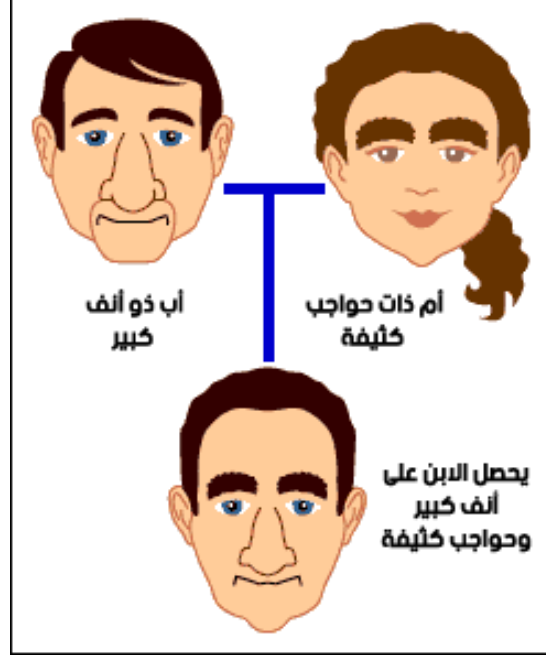 أم ذات حواجب
كثيفة
أب ذو أنف
كبير
يحصل الابن على
أنف كبير
وحواجب كثيفة